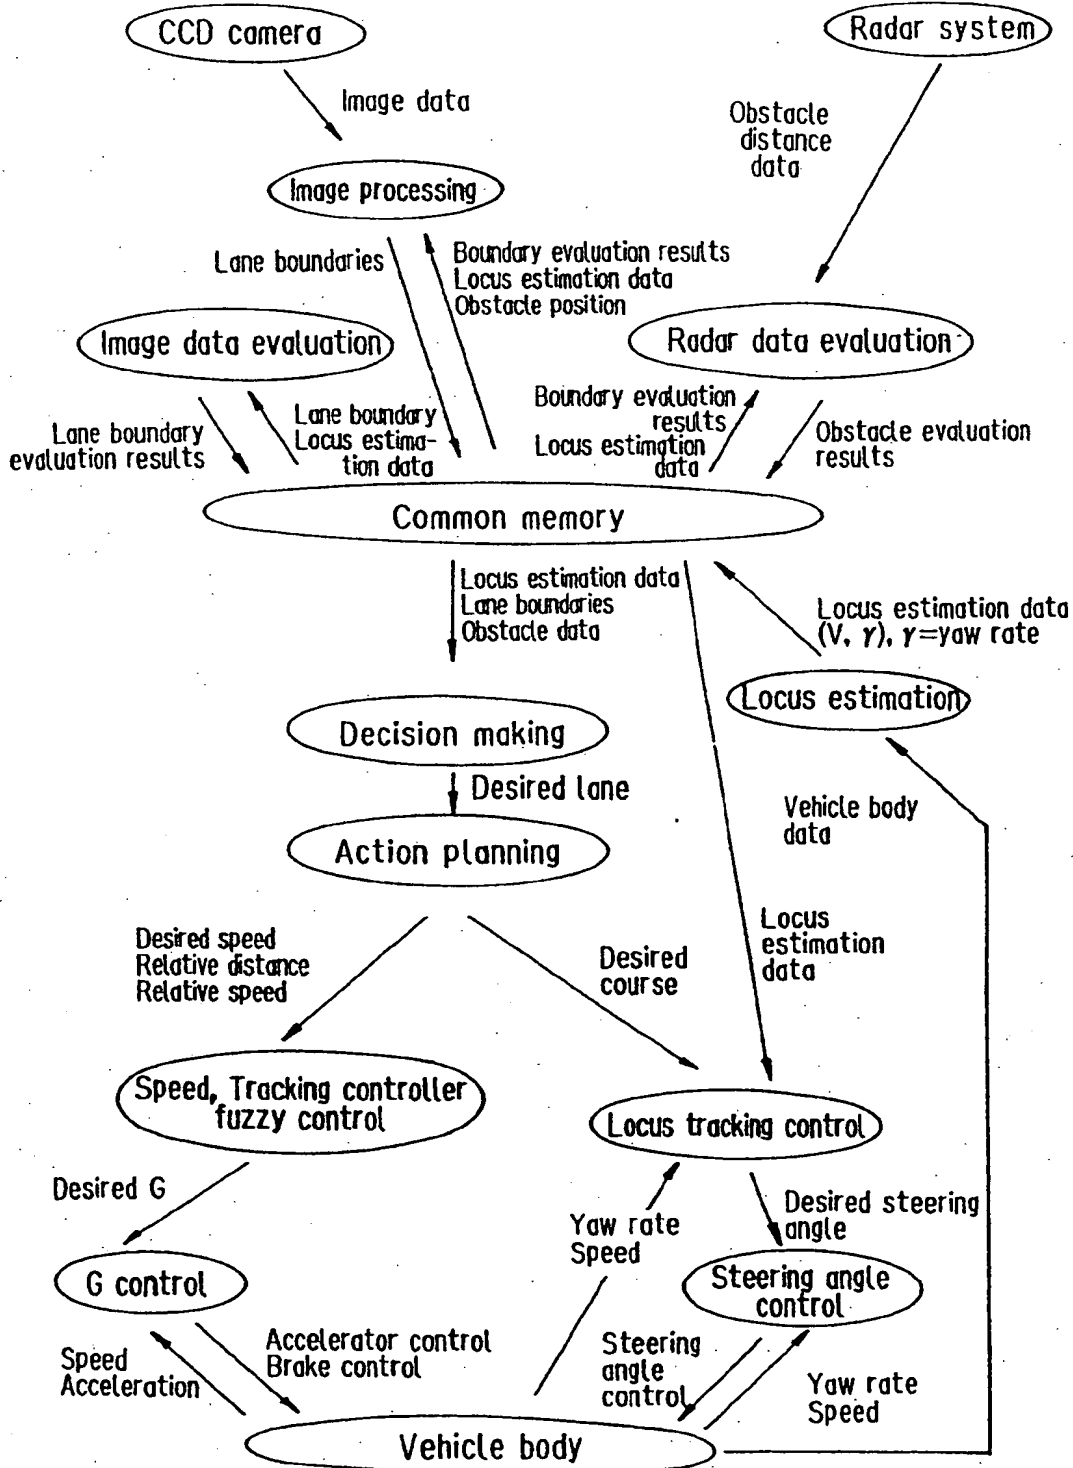 CCD camera
Radar system
Image data
Obstacle
distance
data
Image processing
Lane boundaries
Boundary evaluation results
Locus estimation data
Obstacle position
Image data evaluation
Radar data evaluation
Lane boundary
evaluation results
Lane boundary
Locus estima-
tion data
Boundary evaluation
results
Locus estimation
data
Obstacle evaluation
results
Common memory
Locus estimation data
Lane boundaries
Obstacle data
Locus estimation data
(V, γ), γ=yaw rate
Locus estimation
Decision making
Desired lane
Vehicle body
data
Action planning
Desired speed
Relative distance
Relative speed
Desired
course
Locus
estimation
data
Speed, Tracking controller
fuzzy control
Locus tracking control
Desired G
Yaw rate
Speed
Desired steering
angle
G control
Steering angle
control
Speed
Acceleration
Accelerator control
Brake control
Steering
angle
control
Yaw rate
Speed
Vehicle body